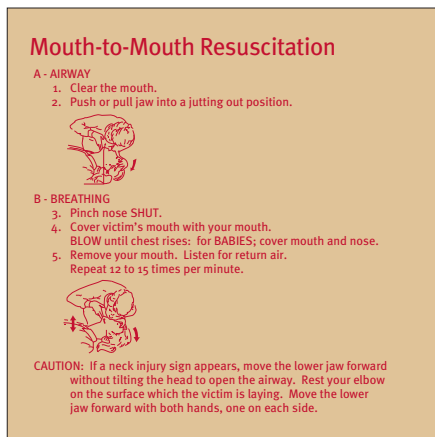 Mouth-to-Mouth Resuscitation
A - AIRWAY
1. Clear the mouth.
2. Push or pull jaw into a jutting out position.
B - BREATHING
3. Pinch nose SHUT.
4. Cover victim's mouth with your mouth.
BLOW until chest rises: for BABIES; cover mouth and nose.
5. Remove your mouth. Listen for return air.
Repeat 12 to 15 times per minute.
CAUTION: If a neck injury sign appears, move the lower jaw forward
without tilting the head to open the airway. Rest your elbow
on the surface which the victim is laying. Move the lower
jaw forward with both hands, one on each side.